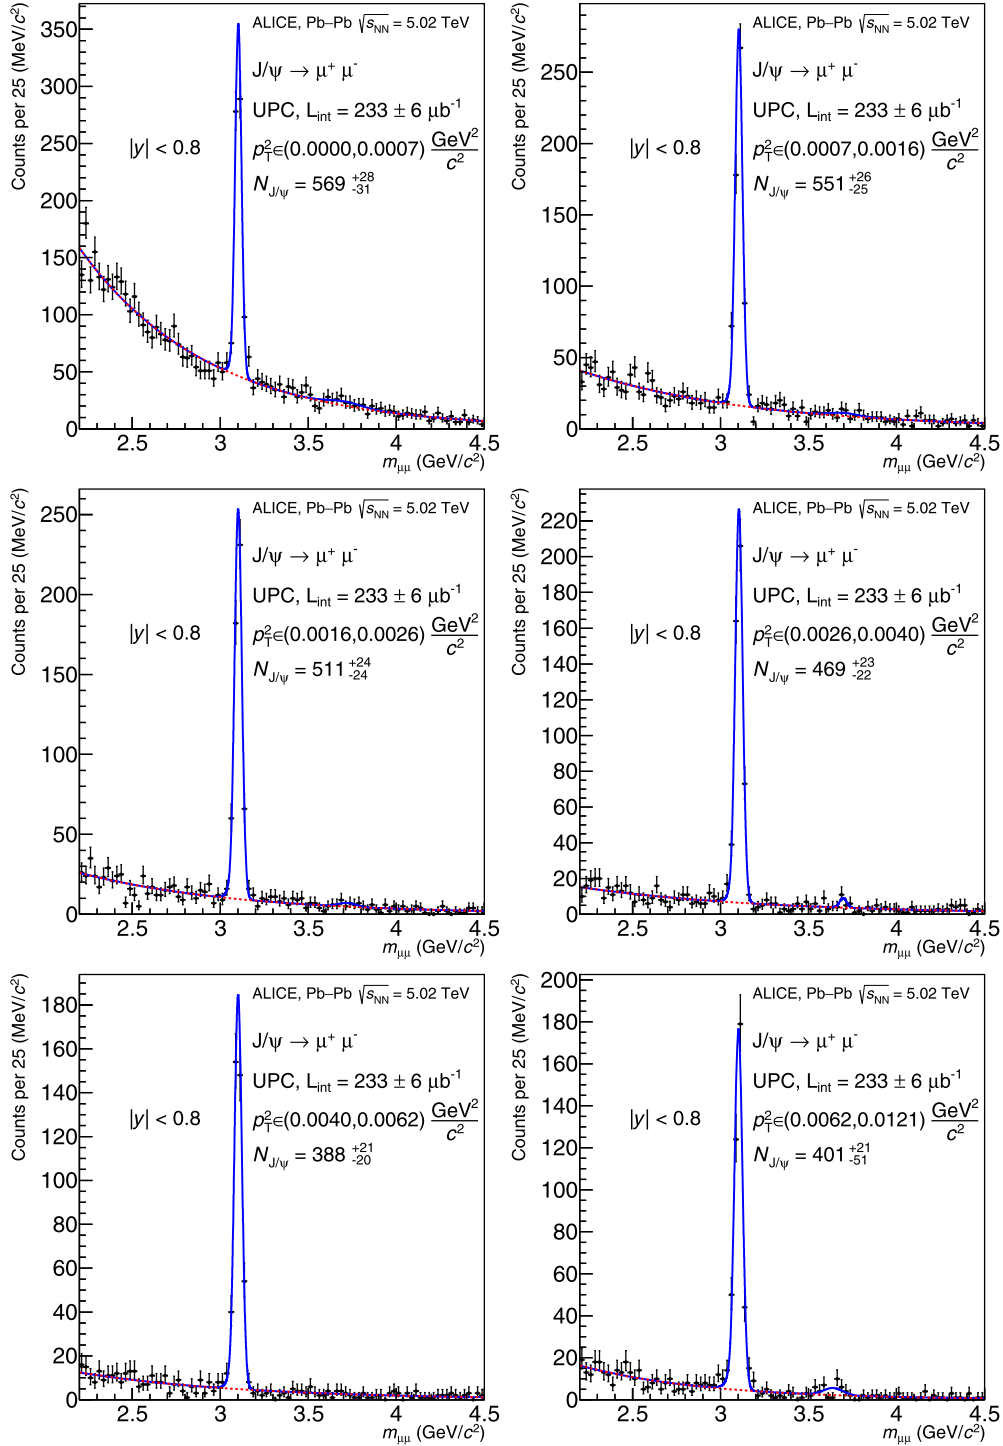 Counts per 25 (MeV/c²)
350
300
250
200
150
100
50
0
ALICE, Pb–Pb √sNN = 5.02 TeV
J/ψ → μ⁺ μ⁻
UPC, Lint = 233 ± 6 μb⁻¹
|y| < 0.8
p²T∈(0.0000,0.0007) GeV²/c²
NJ/ψ = 569 +28 -31
2.5 3 3.5 4 4.5
mμμ (GeV/c²)
Counts per 25 (MeV/c²)
250
200
150
100
50
0
ALICE, Pb–Pb √sNN = 5.02 TeV
J/ψ → μ⁺ μ⁻
UPC, Lint = 233 ± 6 μb⁻¹
|y| < 0.8
p²T∈(0.0007,0.0016) GeV²/c²
NJ/ψ = 551 +26 -25
2.5 3 3.5 4 4.5
mμμ (GeV/c²)
Counts per 25 (MeV/c²)
250
200
150
100
50
0
ALICE, Pb–Pb √sNN = 5.02 TeV
J/ψ → μ⁺ μ⁻
UPC, Lint = 233 ± 6 μb⁻¹
|y| < 0.8
p²T∈(0.0016,0.0026) GeV²/c²
NJ/ψ = 511 +24 -24
2.5 3 3.5 4 4.5
mμμ (GeV/c²)
Counts per 25 (MeV/c²)
220
200
180
160
140
120
100
80
60
40
20
0
ALICE, Pb–Pb √sNN = 5.02 TeV
J/ψ → μ⁺ μ⁻
UPC, Lint = 233 ± 6 μb⁻¹
|y| < 0.8
p²T∈(0.0026,0.0040) GeV²/c²
NJ/ψ = 469 +23 -22
2.5 3 3.5 4 4.5
mμμ (GeV/c²)
Counts per 25 (MeV/c²)
180
160
140
120
100
80
60
40
20
0
ALICE, Pb–Pb √sNN = 5.02 TeV
J/ψ → μ⁺ μ⁻
UPC, Lint = 233 ± 6 μb⁻¹
|y| < 0.8
p²T∈(0.0040,0.0062) GeV²/c²
NJ/ψ = 388 +21 -20
2.5 3 3.5 4 4.5
mμμ (GeV/c²)
Counts per 25 (MeV/c²)
200
180
160
140
120
100
80
60
40
20
0
ALICE, Pb–Pb √sNN = 5.02 TeV
J/ψ → μ⁺ μ⁻
UPC, Lint = 233 ± 6 μb⁻¹
|y| < 0.8
p²T∈(0.0062,0.0121) GeV²/c²
NJ/ψ = 401 +21 -51
2.5 3 3.5 4 4.5
mμμ (GeV/c²)